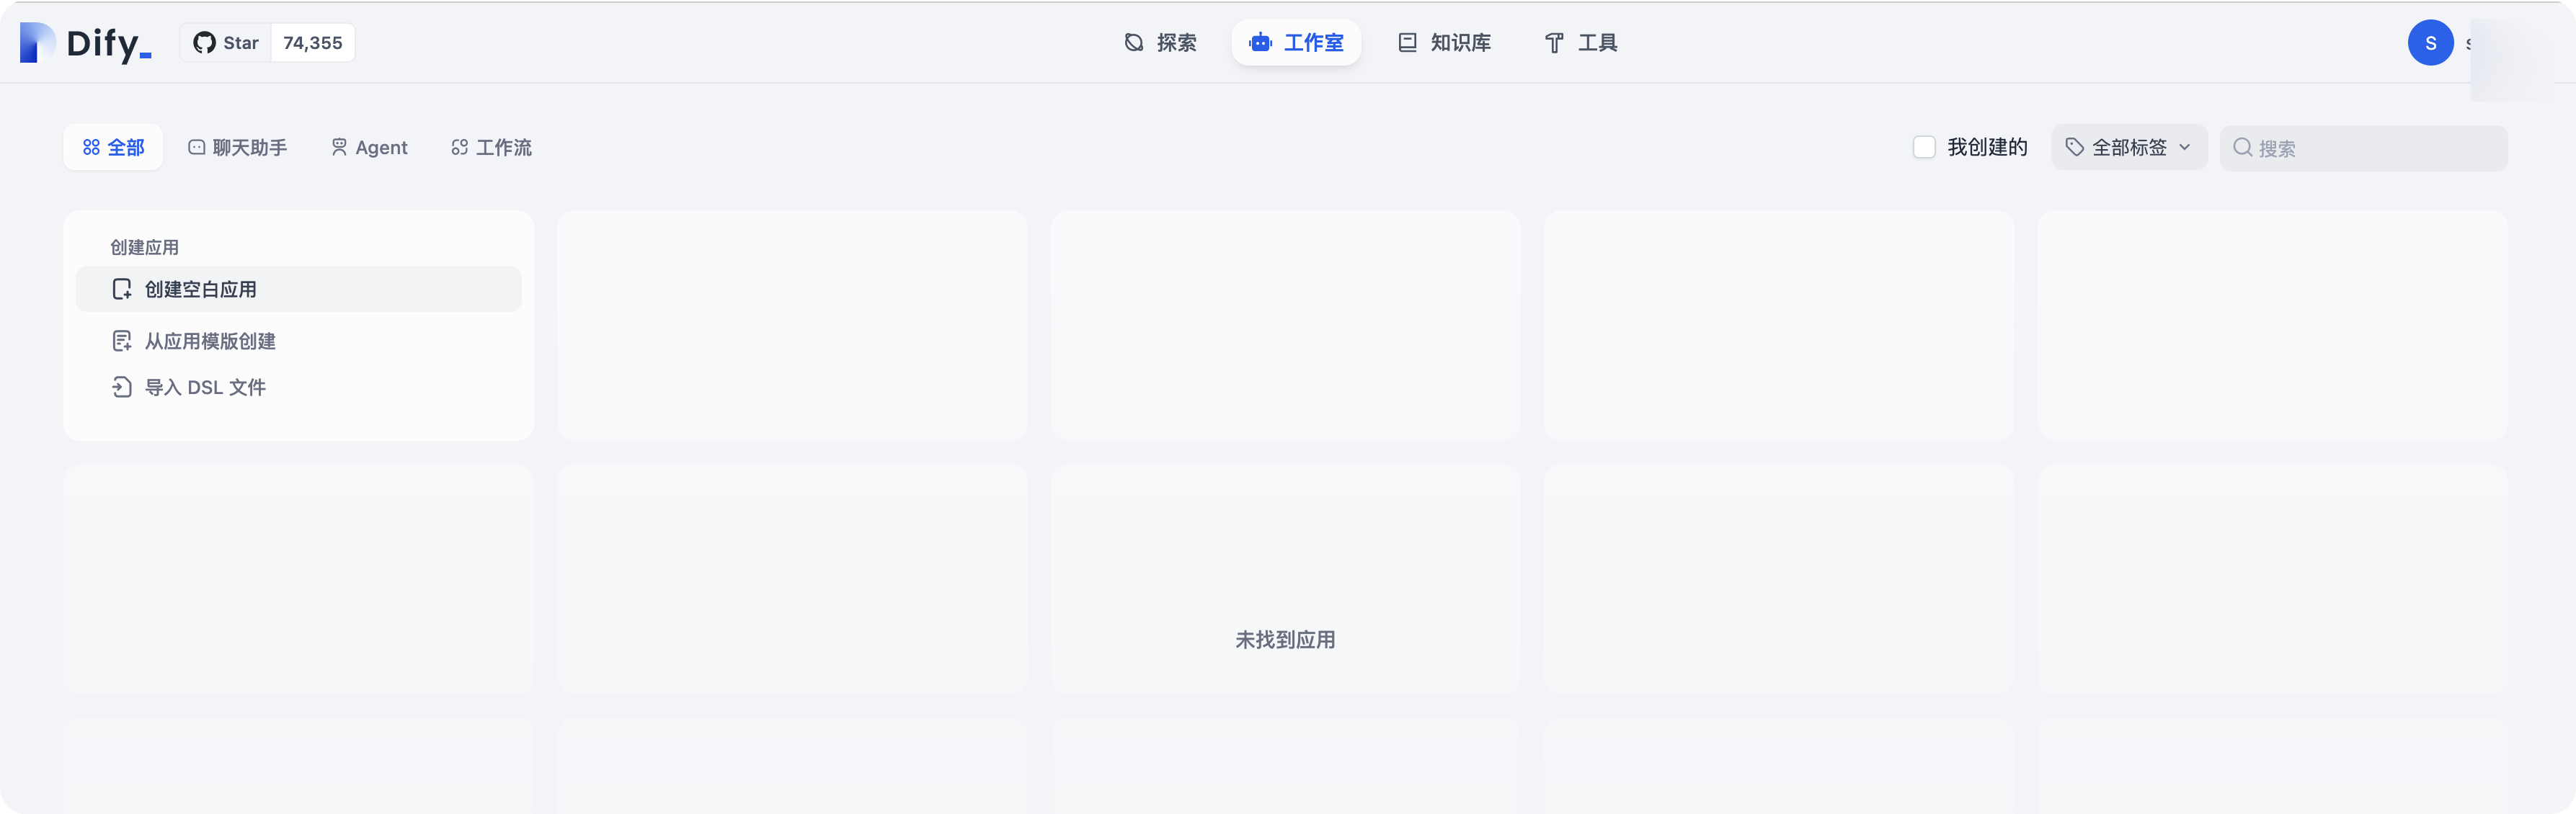 Dify_
Star 74,355
探索 工作室 知识库 工具
S
全部 聊天助手 Agent 工作流
我创建的 全部标签 搜索
创建应用
创建空白应用
从应用模版创建
导入 DSL 文件
未找到应用